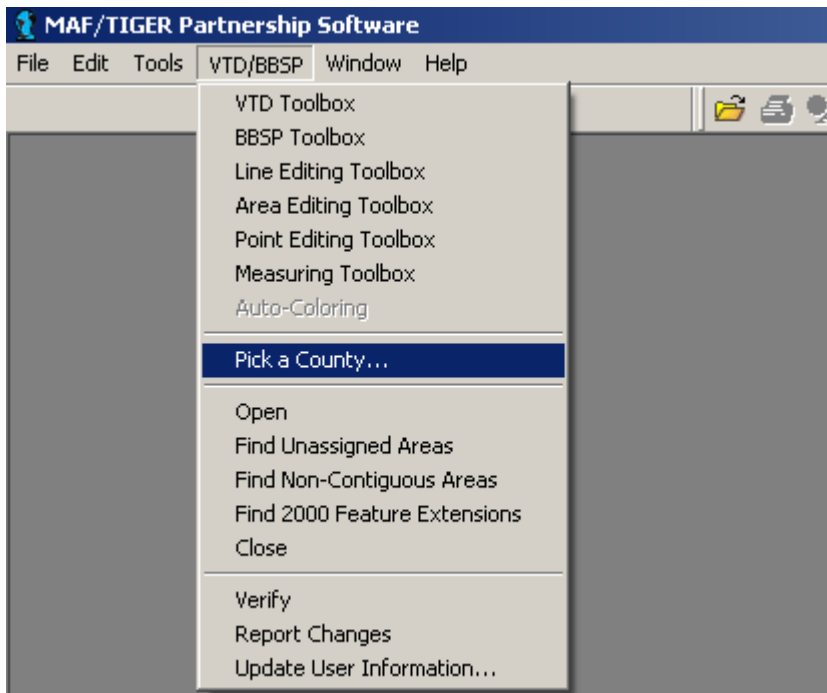 MAF/TIGER Partnership Software
File Edit Tools VTD/BBSP Window Help
VTD Toolbox
BBSP Toolbox
Line Editing Toolbox
Area Editing Toolbox
Point Editing Toolbox
Measuring Toolbox
Auto-Coloring
Pick a County...
Open
Find Unassigned Areas
Find Non-Contiguous Areas
Find 2000 Feature Extensions
Close
Verify
Report Changes
Update User Information...